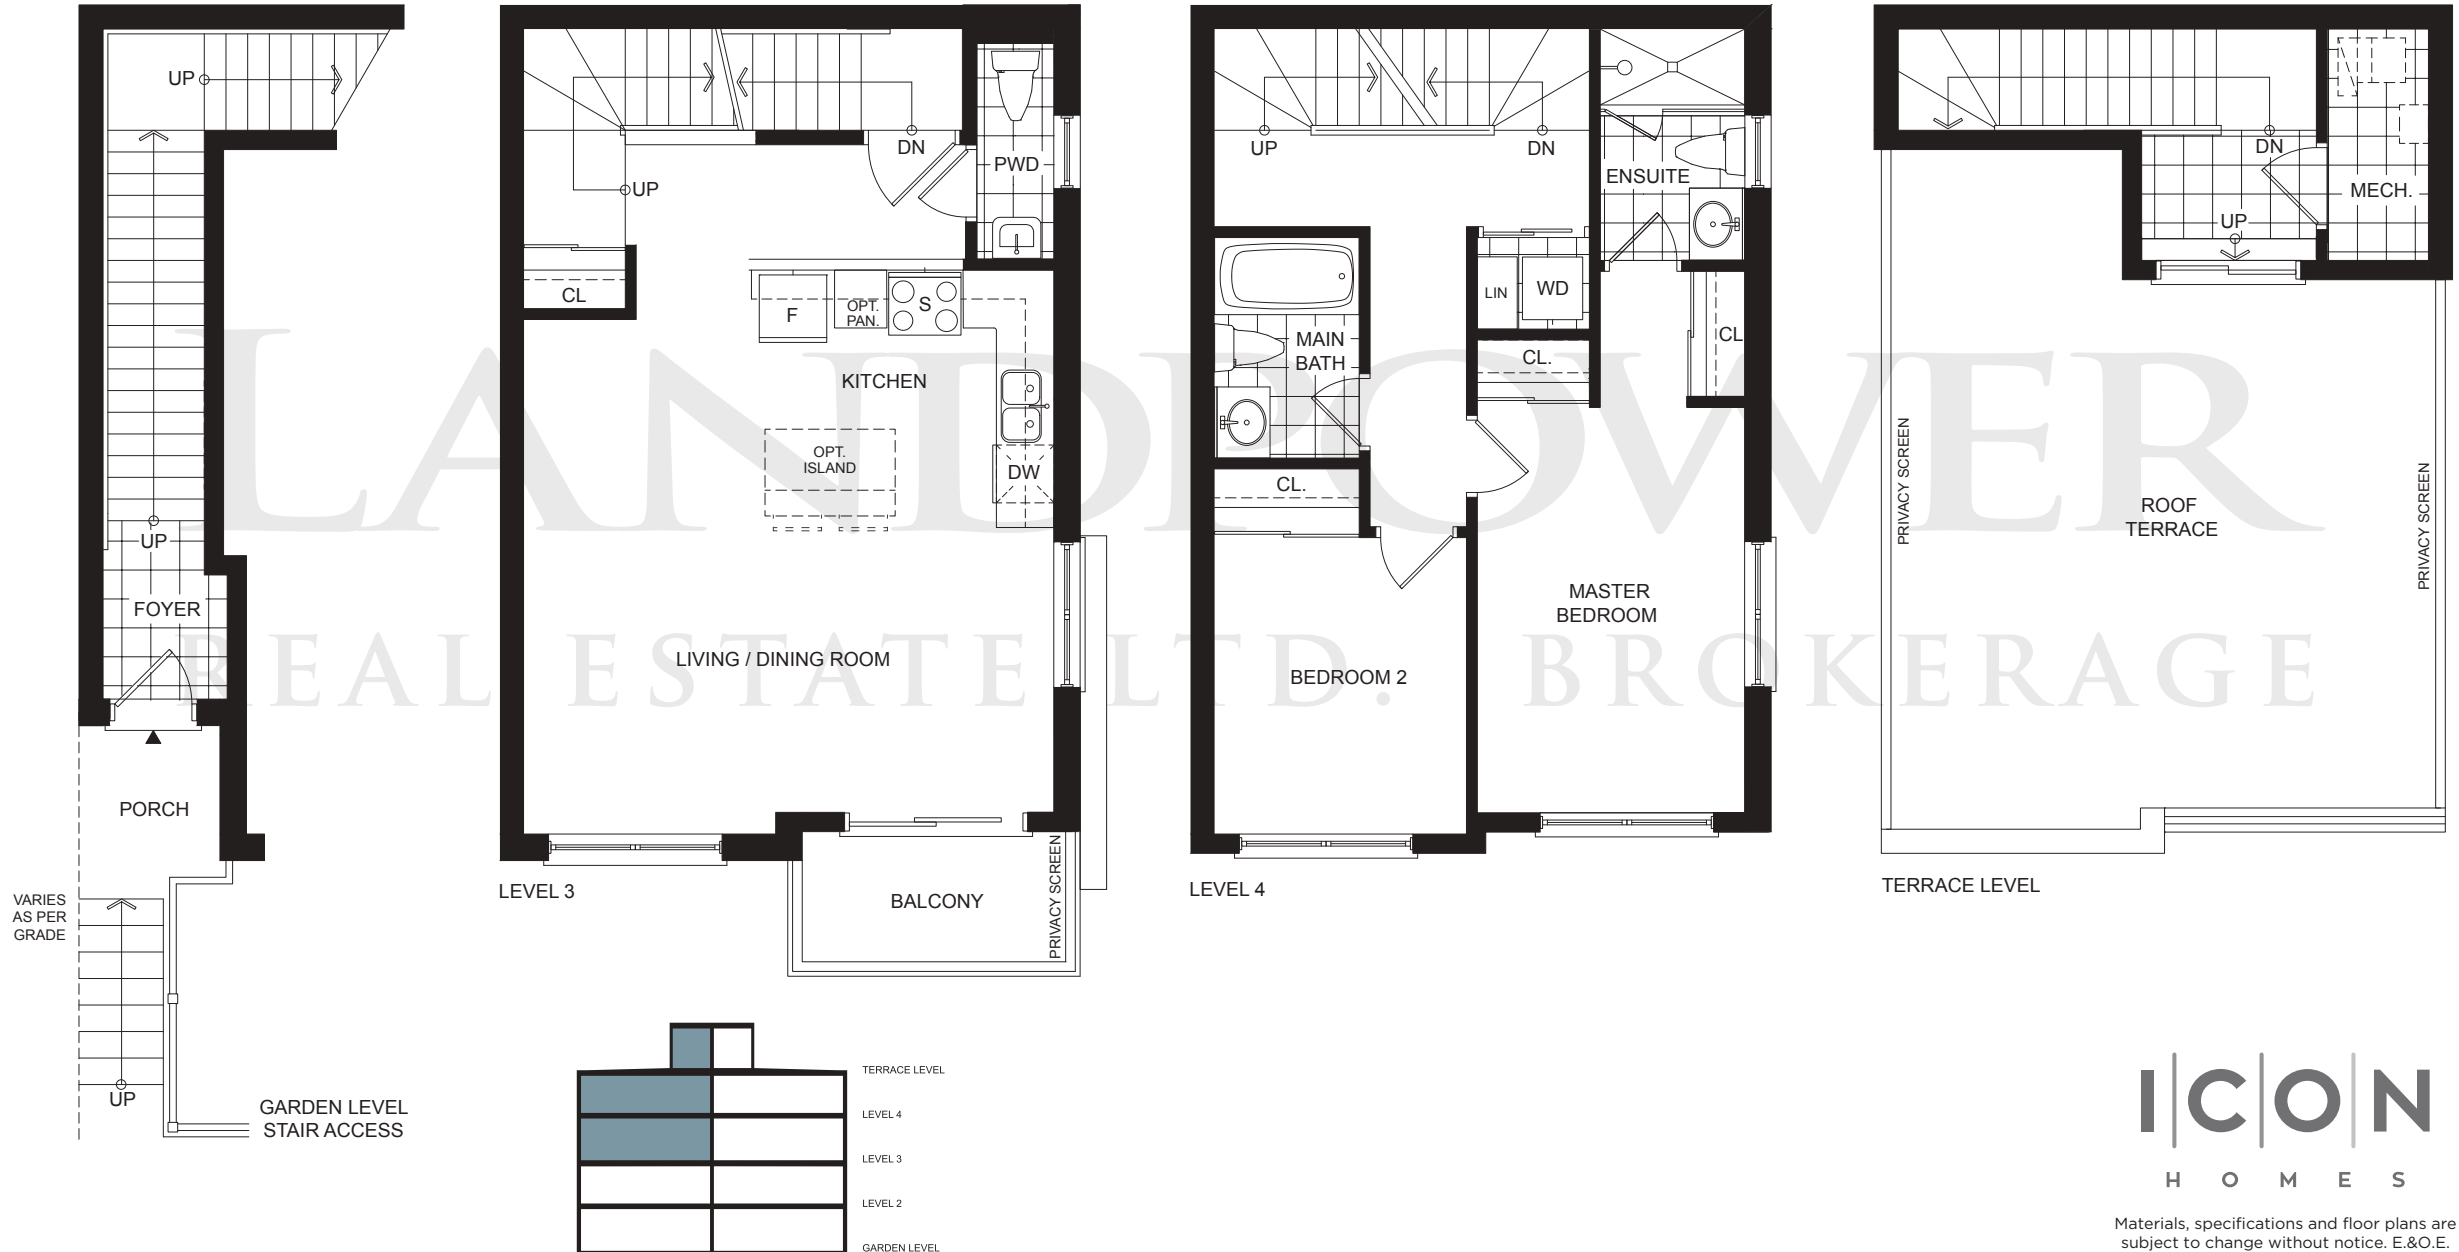 UP
UP
FOYER
PORCH
VARIES
AS PER
GRADE
UP
GARDEN LEVEL
STAIR ACCESS
UP
DN
PWD
CL
F
OPT.
PAN.
S
KITCHEN
OPT.
ISLAND
DW
LIVING / DINING ROOM
BALCONY
PRIVACY SCREEN
LEVEL 3
UP
DN
ENSUITE
LIN
WD
MAIN
BATH
CL.
CL
CL.
MASTER
BEDROOM
BEDROOM 2
LEVEL 4
DN
MECH.
UP
PRIVACY SCREEN
ROOF
TERRACE
PRIVACY SCREEN
TERRACE LEVEL
LANDPOWER
REAL ESTATE LTD. BROKERAGE
TERRACE LEVEL
LEVEL 4
LEVEL 3
LEVEL 2
GARDEN LEVEL
I|C|O|N
HOMES
Materials, specifications and floor plans are
subject to change without notice. E.&O.E.